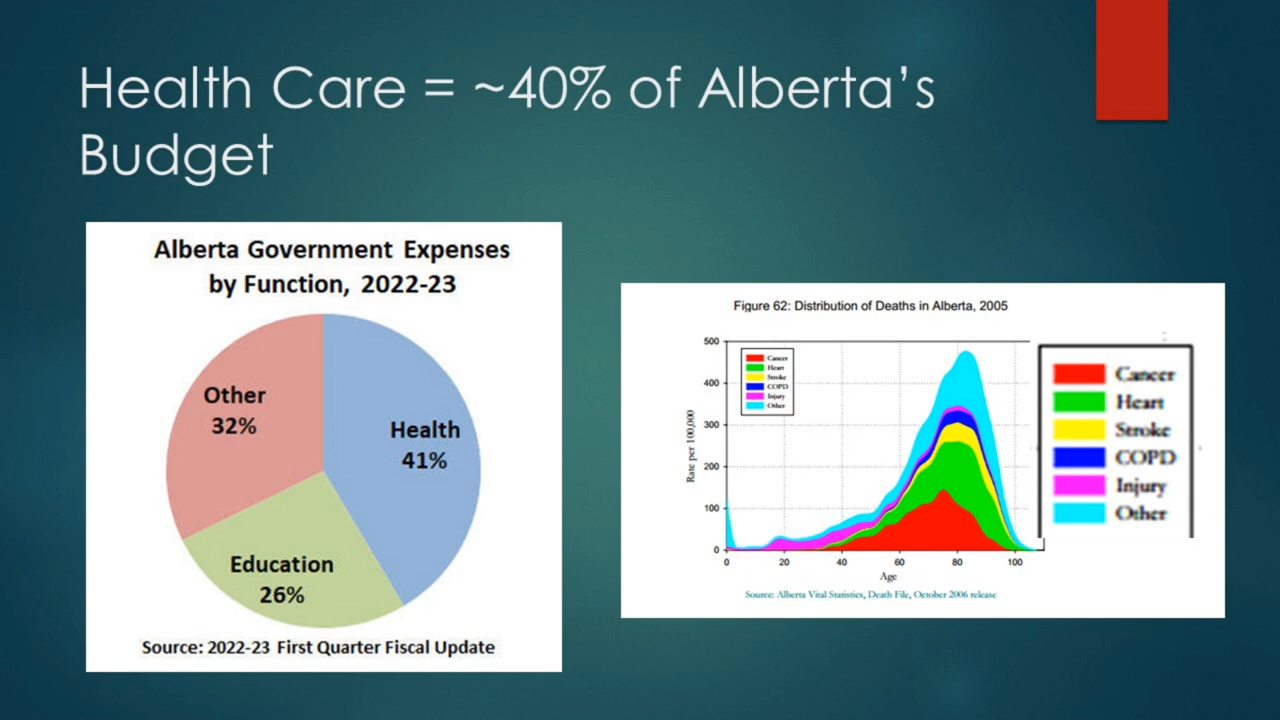 Health Care = ~40% of Alberta's
Budget
Alberta Government Expenses
by Function, 2022-23
Other
32%
Health
41%
Education
26%
Source: 2022-23 First Quarter Fiscal Update
Figure 62: Distribution of Deaths in Alberta, 2005
500
400
300
200
100
0
Rate per 100,000
Cancer
Heart
Stroke
COPD
Injury
Other
0 20 40 60 80 100
Age
Source: Alberta Vital Statistics, Death File, October 2006 release
Cancer
Heart
Stroke
COPD
Injury
Other